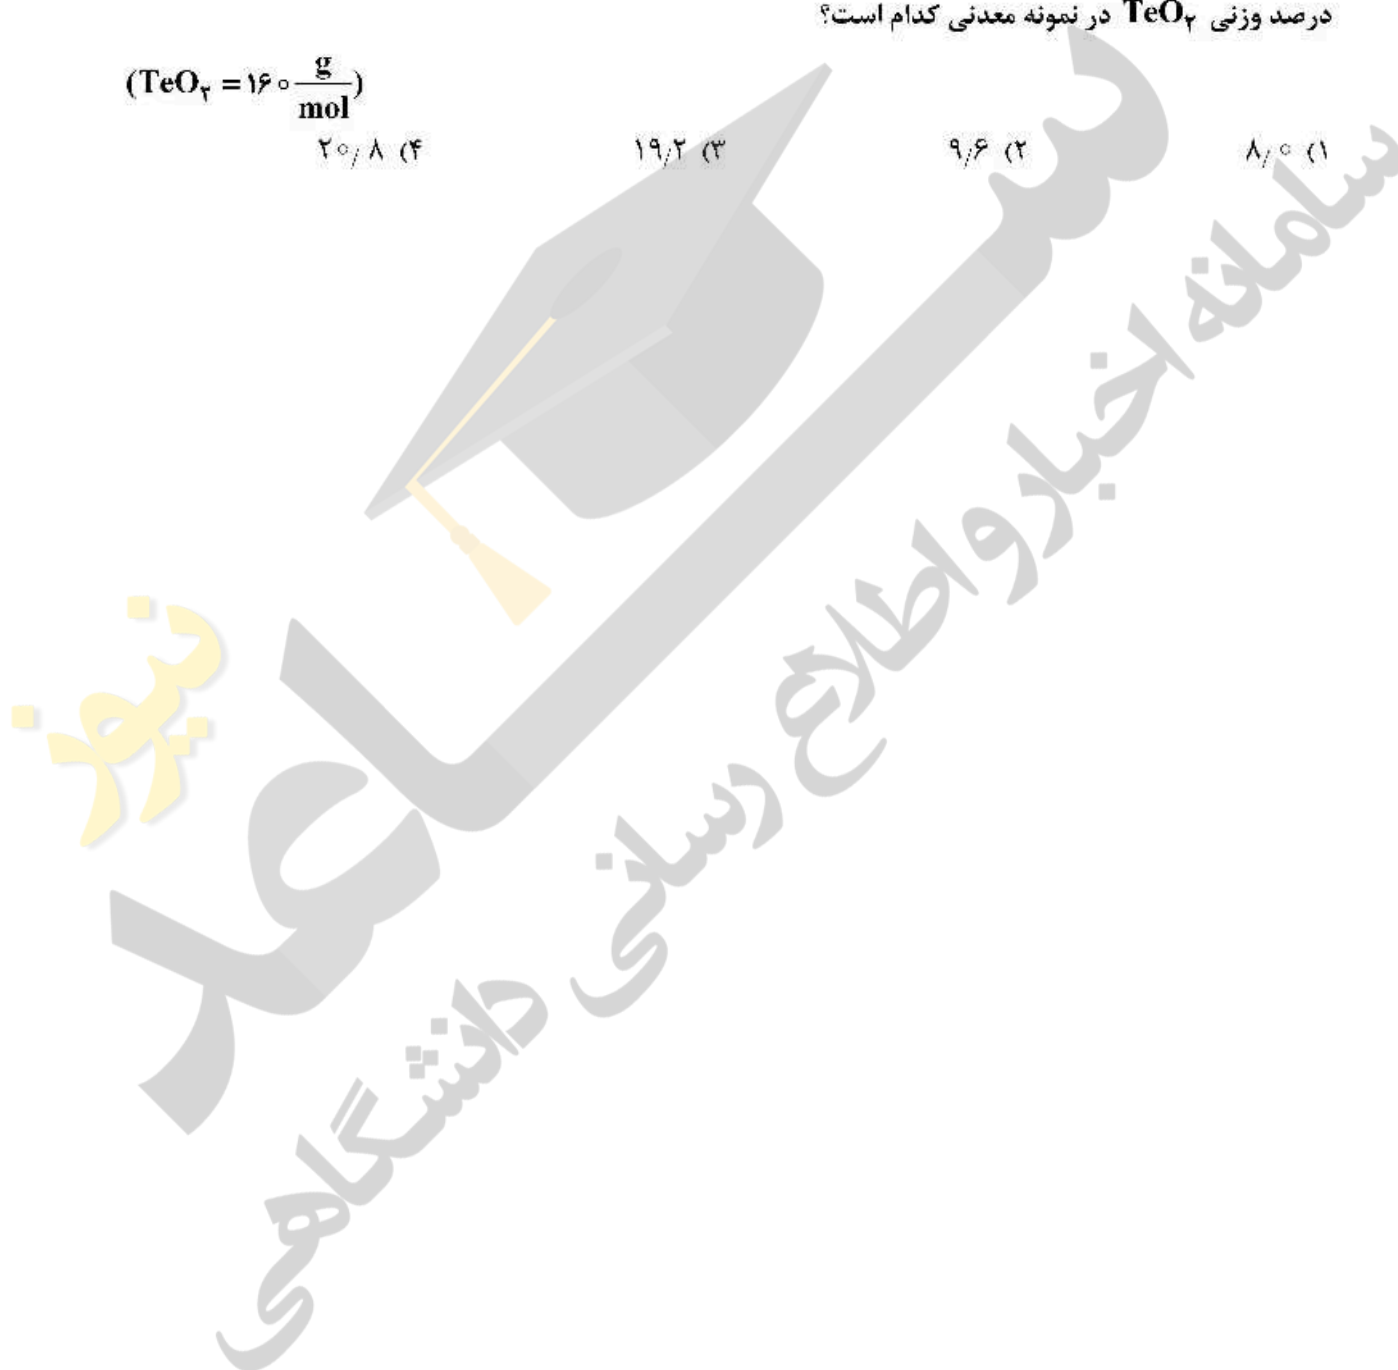 درصد وزنی TeO₂ در نمونه معدنی کدام است؟
(TeO₂ = ۱۶۰ g/mol)
۱) ۸/۰ ۲) ۹/۶ ۳) ۱۹/۲ ۴) ۲۰/۸
ساعد
نیوز
سامانه اخبار و اطلاع رسانی دانشگاهی